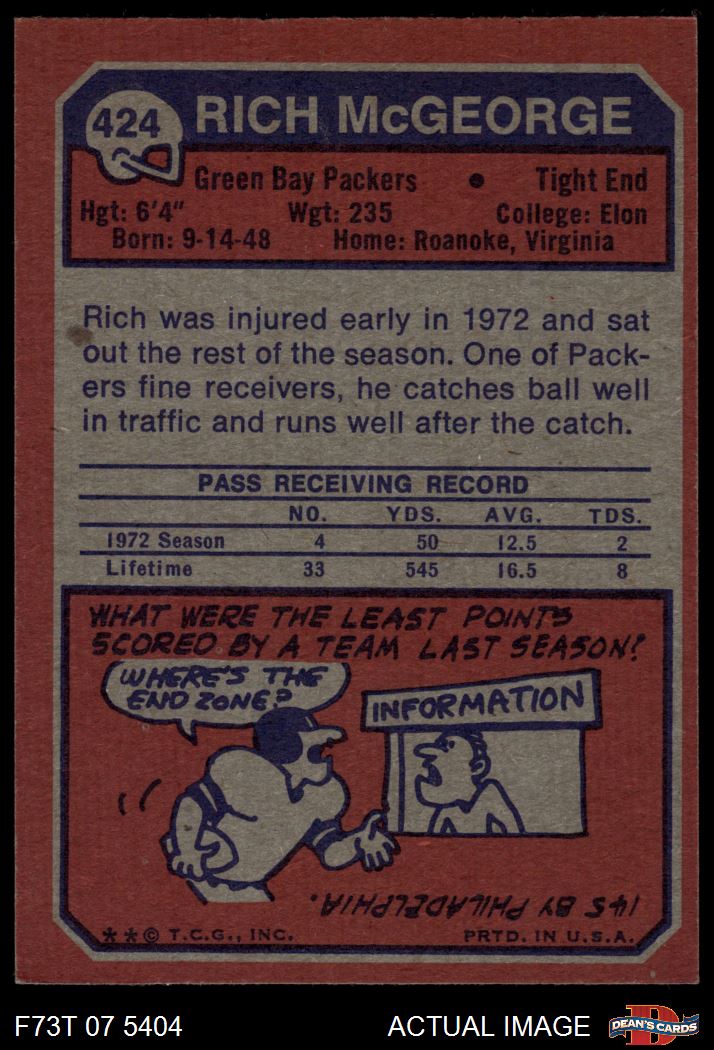 424
RICH McGEORGE
Green Bay Packers • Tight End
Hgt: 6'4" Wgt: 235 College: Elon
Born: 9-14-48 Home: Roanoke, Virginia
Rich was injured early in 1972 and sat
out the rest of the season. One of Pack-
ers fine receivers, he catches ball well
in traffic and runs well after the catch.
PASS RECEIVING RECORD
NO. YDS. AVG. TDS.
1972 Season 4 50 12.5 2
Lifetime 33 545 16.5 8
WHAT WERE THE LEAST POINTS
SCORED BY A TEAM LAST SEASON?
WHERE'S THE
END ZONE?
INFORMATION
145 BY PHILADELPHIA.
**© T.C.G., INC. PRTD. IN U.S.A.
F73T 07 5404 ACTUAL IMAGE
D
DEAN'S CARDS